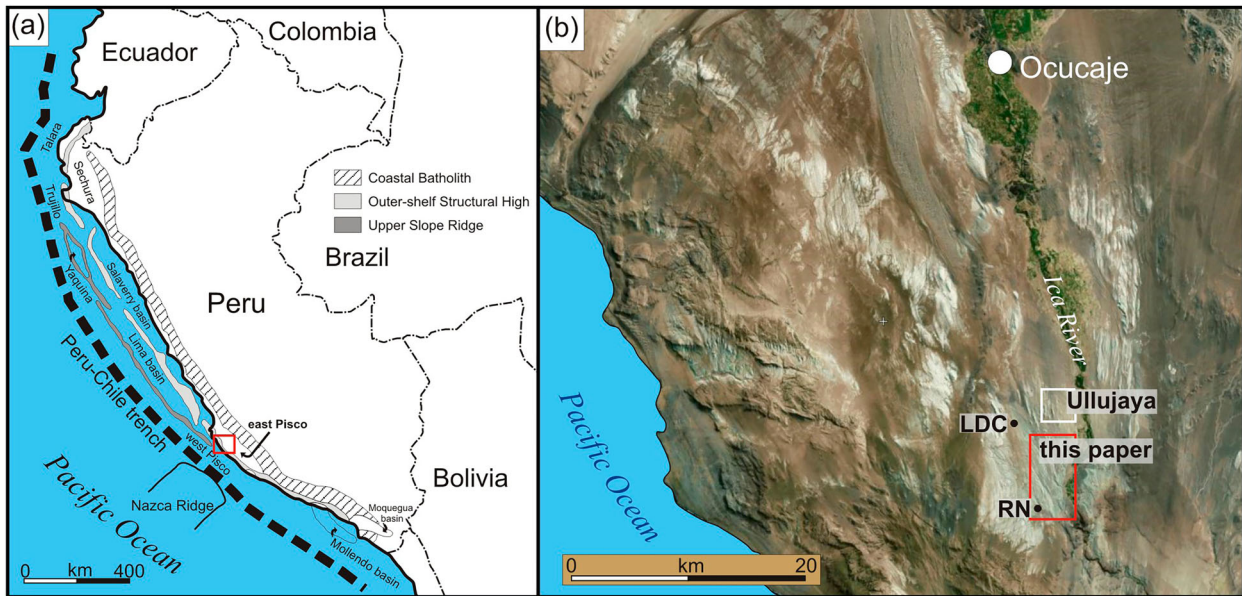 (a)
Ecuador
Colombia
Talara
Sechura
Coastal Batholith
Outer-shelf Structural High
Upper Slope Ridge
Trujillo
Brazil
Peru
Yaquina
Salaverry basin
Lima basin
Peru-Chile trench
east Pisco
west Pisco
Bolivia
Nazca Ridge
Moquegua
basin
Pacific Ocean
Mollendo basin
km
0 400
(b)
Ocucaje
Ica River
Ullujaya
LDC
this paper
RN
Pacific Ocean
km
0 20